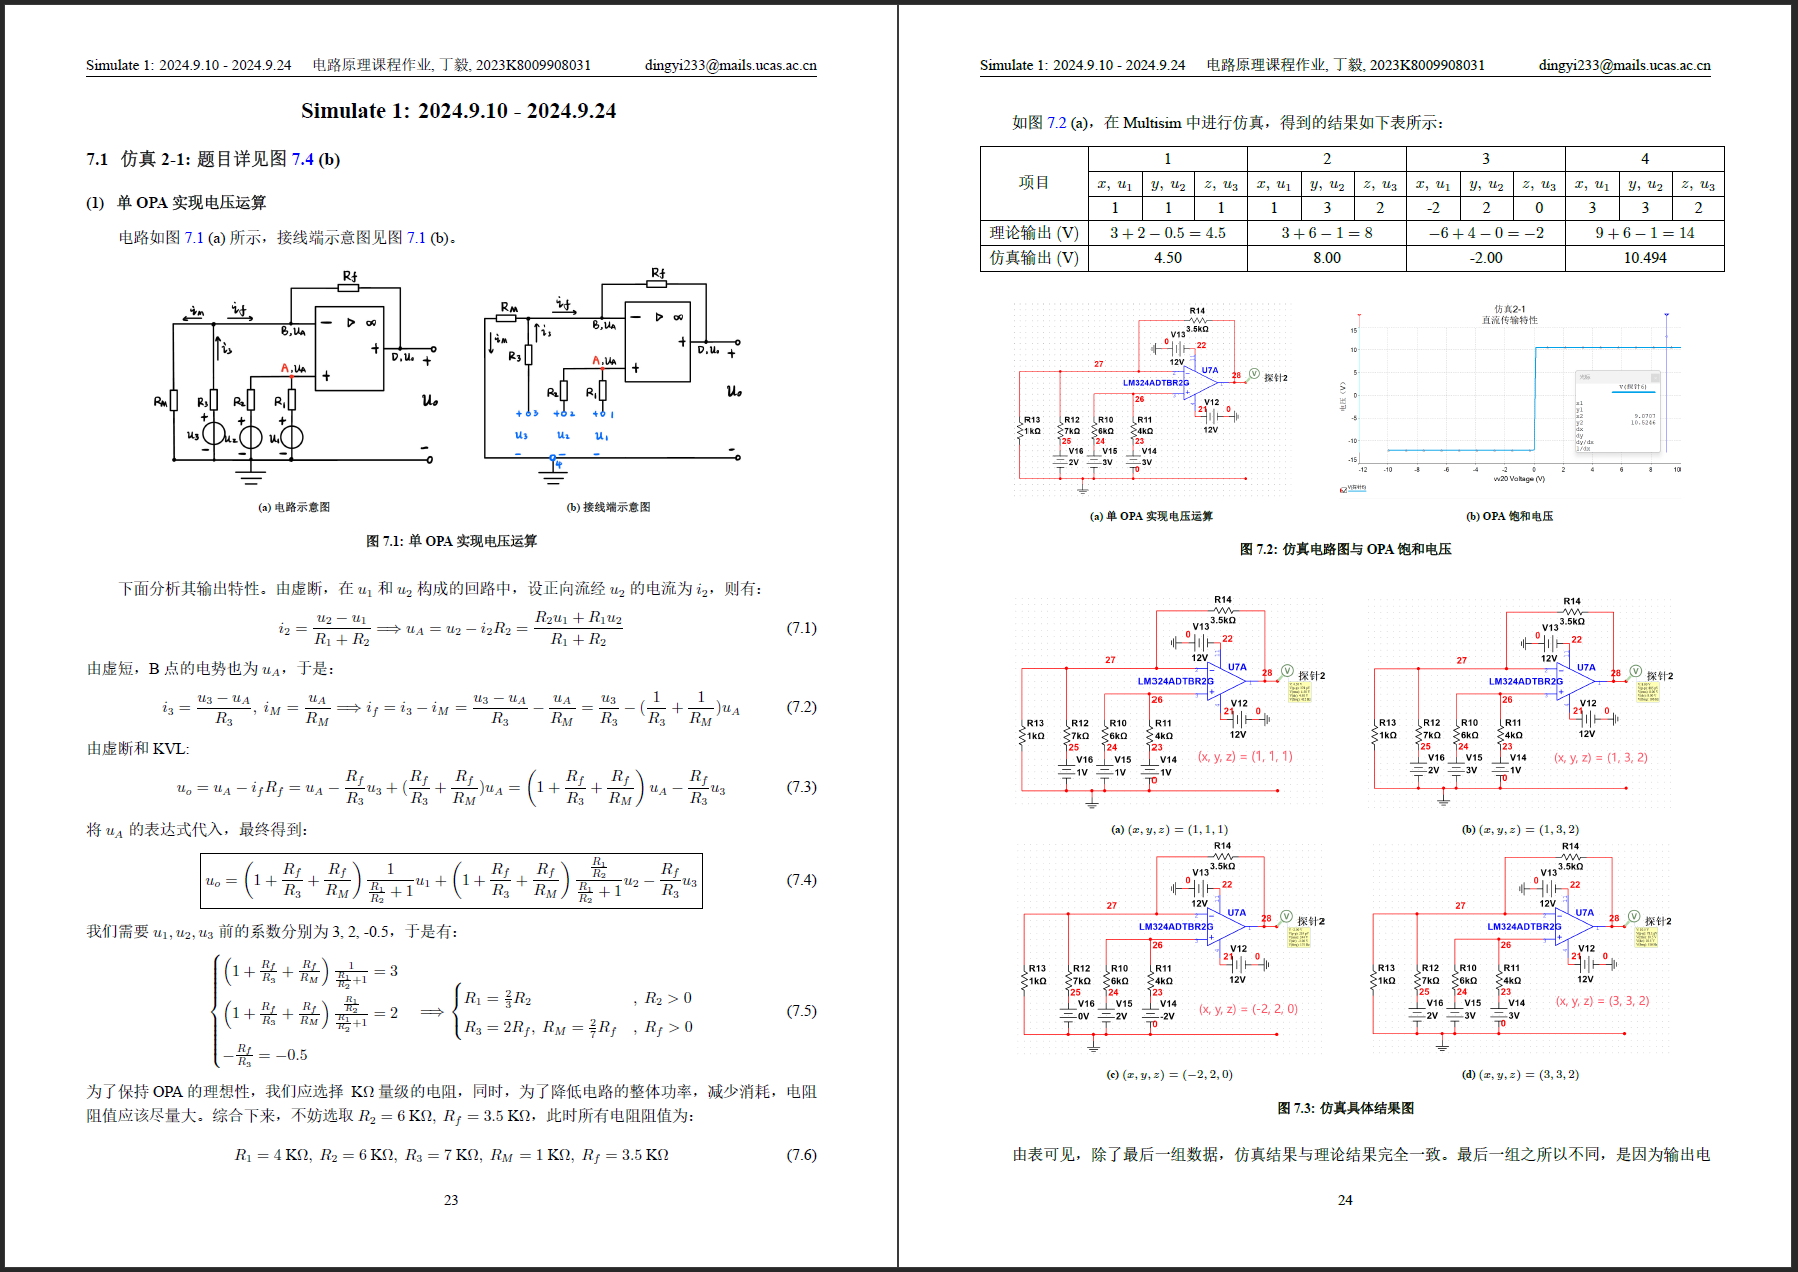 Simulate 1: 2024.9.10 - 2024.9.24 电路原理课程作业, 丁毅, 2023K8009908031 dingyi233@mails.ucas.ac.cn
Simulate 1: 2024.9.10 - 2024.9.24
7.1 仿真 2-1: 题目详见图 7.4 (b)
(1) 单 OPA 实现电压运算
电路如图 7.1 (a) 所示，接线端示意图见图 7.1 (b)。
Rf
i_M i_f
B, u_A
− ▷ ∞
+
D, u_o +
i_3
A, u_A
+
R_M R_3 R_2 R_1
u_o
+ + +
u_3 u_2 u_1
− − −
−
Rf
R_M i_f
B, u_A
− ▷ ∞
+
D, u_o +
i_M i_3
R_3
A, u_A
+
R_2 R_1
u_o
+ 3 + 2 + 1
u_3 u_2 u_1
− − −
4
−
(a) 电路示意图
(b) 接线端示意图
图 7.1: 单 OPA 实现电压运算
下面分析其输出特性。由虚断，在 u_1 和 u_2 构成的回路中，设正向流经 u_2 的电流为 i_2，则有：
i_2 = \frac{u_2 − u_1}{R_1 + R_2} ⟹ u_A = u_2 − i_2R_2 = \frac{R_2u_1 + R_1u_2}{R_1 + R_2} (7.1)
由虚短，B 点的电势也为 u_A，于是：
i_3 = \frac{u_3 − u_A}{R_3}, i_M = \frac{u_A}{R_M} ⟹ i_f = i_3 − i_M = \frac{u_3 − u_A}{R_3} − \frac{u_A}{R_M} = \frac{u_3}{R_3} − (\frac{1}{R_3} + \frac{1}{R_M})u_A (7.2)
由虚断和 KVL:
u_o = u_A − i_fR_f = u_A − \frac{R_f}{R_3}u_3 + (\frac{R_f}{R_3} + \frac{R_f}{R_M})u_A = (1 + \frac{R_f}{R_3} + \frac{R_f}{R_M}) u_A − \frac{R_f}{R_3}u_3 (7.3)
将 u_A 的表达式代入，最终得到：
u_o = (1 + \frac{R_f}{R_3} + \frac{R_f}{R_M}) \frac{1}{\frac{R_1}{R_2} + 1}u_1 + (1 + \frac{R_f}{R_3} + \frac{R_f}{R_M}) \frac{\frac{R_1}{R_2}}{\frac{R_1}{R_2} + 1}u_2 − \frac{R_f}{R_3}u_3 (7.4)
我们需要 u_1, u_2, u_3 前的系数分别为 3, 2, -0.5，于是有：
(1 + \frac{R_f}{R_3} + \frac{R_f}{R_M}) \frac{1}{\frac{R_1}{R_2}+1} = 3
(1 + \frac{R_f}{R_3} + \frac{R_f}{R_M}) \frac{\frac{R_1}{R_2}}{\frac{R_1}{R_2}+1} = 2
−\frac{R_f}{R_3} = −0.5
⟹
R_1 = \frac{2}{3}R_2 , R_2 > 0
R_3 = 2R_f, R_M = \frac{2}{7}R_f , R_f > 0
(7.5)
为了保持 OPA 的理想性，我们应选择 KΩ 量级的电阻，同时，为了降低电路的整体功率，减少消耗，电阻
阻值应该尽量大。综合下来，不妨选取 R_2 = 6 KΩ, R_f = 3.5 KΩ，此时所有电阻阻值为：
R_1 = 4 KΩ, R_2 = 6 KΩ, R_3 = 7 KΩ, R_M = 1 KΩ, R_f = 3.5 KΩ (7.6)
23
Simulate 1: 2024.9.10 - 2024.9.24 电路原理课程作业, 丁毅, 2023K8009908031 dingyi233@mails.ucas.ac.cn
如图 7.2 (a)，在 Multisim 中进行仿真，得到的结果如下表所示：
项目 1 2 3 4
x, u_1 y, u_2 z, u_3 x, u_1 y, u_2 z, u_3 x, u_1 y, u_2 z, u_3 x, u_1 y, u_2 z, u_3
1 1 1 1 3 2 -2 2 0 3 3 2
理论输出 (V) 3 + 2 − 0.5 = 4.5 3 + 6 − 1 = 8 −6 + 4 − 0 = −2 9 + 6 − 1 = 14
仿真输出 (V) 4.50 8.00 -2.00 10.494
R14
3.5kΩ
V13
0 22
12V
27
U7A
LM324ADTBR2G
28 V 探针2
26
V12
21 0
12V
R13 R12 R10 R11
1kΩ 7kΩ 6kΩ 4kΩ
25 24 23
V16 V15 V14
2V 3V 3V
0
仿真2-1
直流传输特性
电压 (V)
15
10
5
0
-5
-10
-15
-12 -10 -8 -6 -4 -2 0 2 4 6 8 10
vv20 Voltage (V)
V(探针6)
x1
y1
x2 9.0707
y2 10.5246
dx
dy
dy/dx
1/dx
(a) 单 OPA 实现电压运算
(b) OPA 饱和电压
图 7.2: 仿真电路图与 OPA 饱和电压
R14
3.5kΩ
V13
0 22
12V
27
U7A
LM324ADTBR2G
28 V 探针2
26
V12
21 0
12V
R13 R12 R10 R11
1kΩ 7kΩ 6kΩ 4kΩ
25 24 23
V16 V15 V14
1V 1V 1V
0
(x, y, z) = (1, 1, 1)
R14
3.5kΩ
V13
0 22
12V
27
U7A
LM324ADTBR2G
28 V 探针2
26
V12
21 0
12V
R13 R12 R10 R11
1kΩ 7kΩ 6kΩ 4kΩ
25 24 23
V16 V15 V14
2V 3V 1V
0
(x, y, z) = (1, 3, 2)
(a) (x, y, z) = (1, 1, 1)
(b) (x, y, z) = (1, 3, 2)
R14
3.5kΩ
V13
0 22
12V
27
U7A
LM324ADTBR2G
28 V 探针2
26
V12
21 0
12V
R13 R12 R10 R11
1kΩ 7kΩ 6kΩ 4kΩ
25 24 23
V16 V15 V14
0V 2V -2V
0
(x, y, z) = (-2, 2, 0)
R14
3.5kΩ
V13
0 22
12V
27
U7A
LM324ADTBR2G
28 V 探针2
26
V12
21 0
12V
R13 R12 R10 R11
1kΩ 7kΩ 6kΩ 4kΩ
25 24 23
V16 V15 V14
2V 3V 3V
0
(x, y, z) = (3, 3, 2)
(c) (x, y, z) = (−2, 2, 0)
(d) (x, y, z) = (3, 3, 2)
图 7.3: 仿真具体结果图
由表可见，除了最后一组数据，仿真结果与理论结果完全一致。最后一组之所以不同，是因为输出电
24